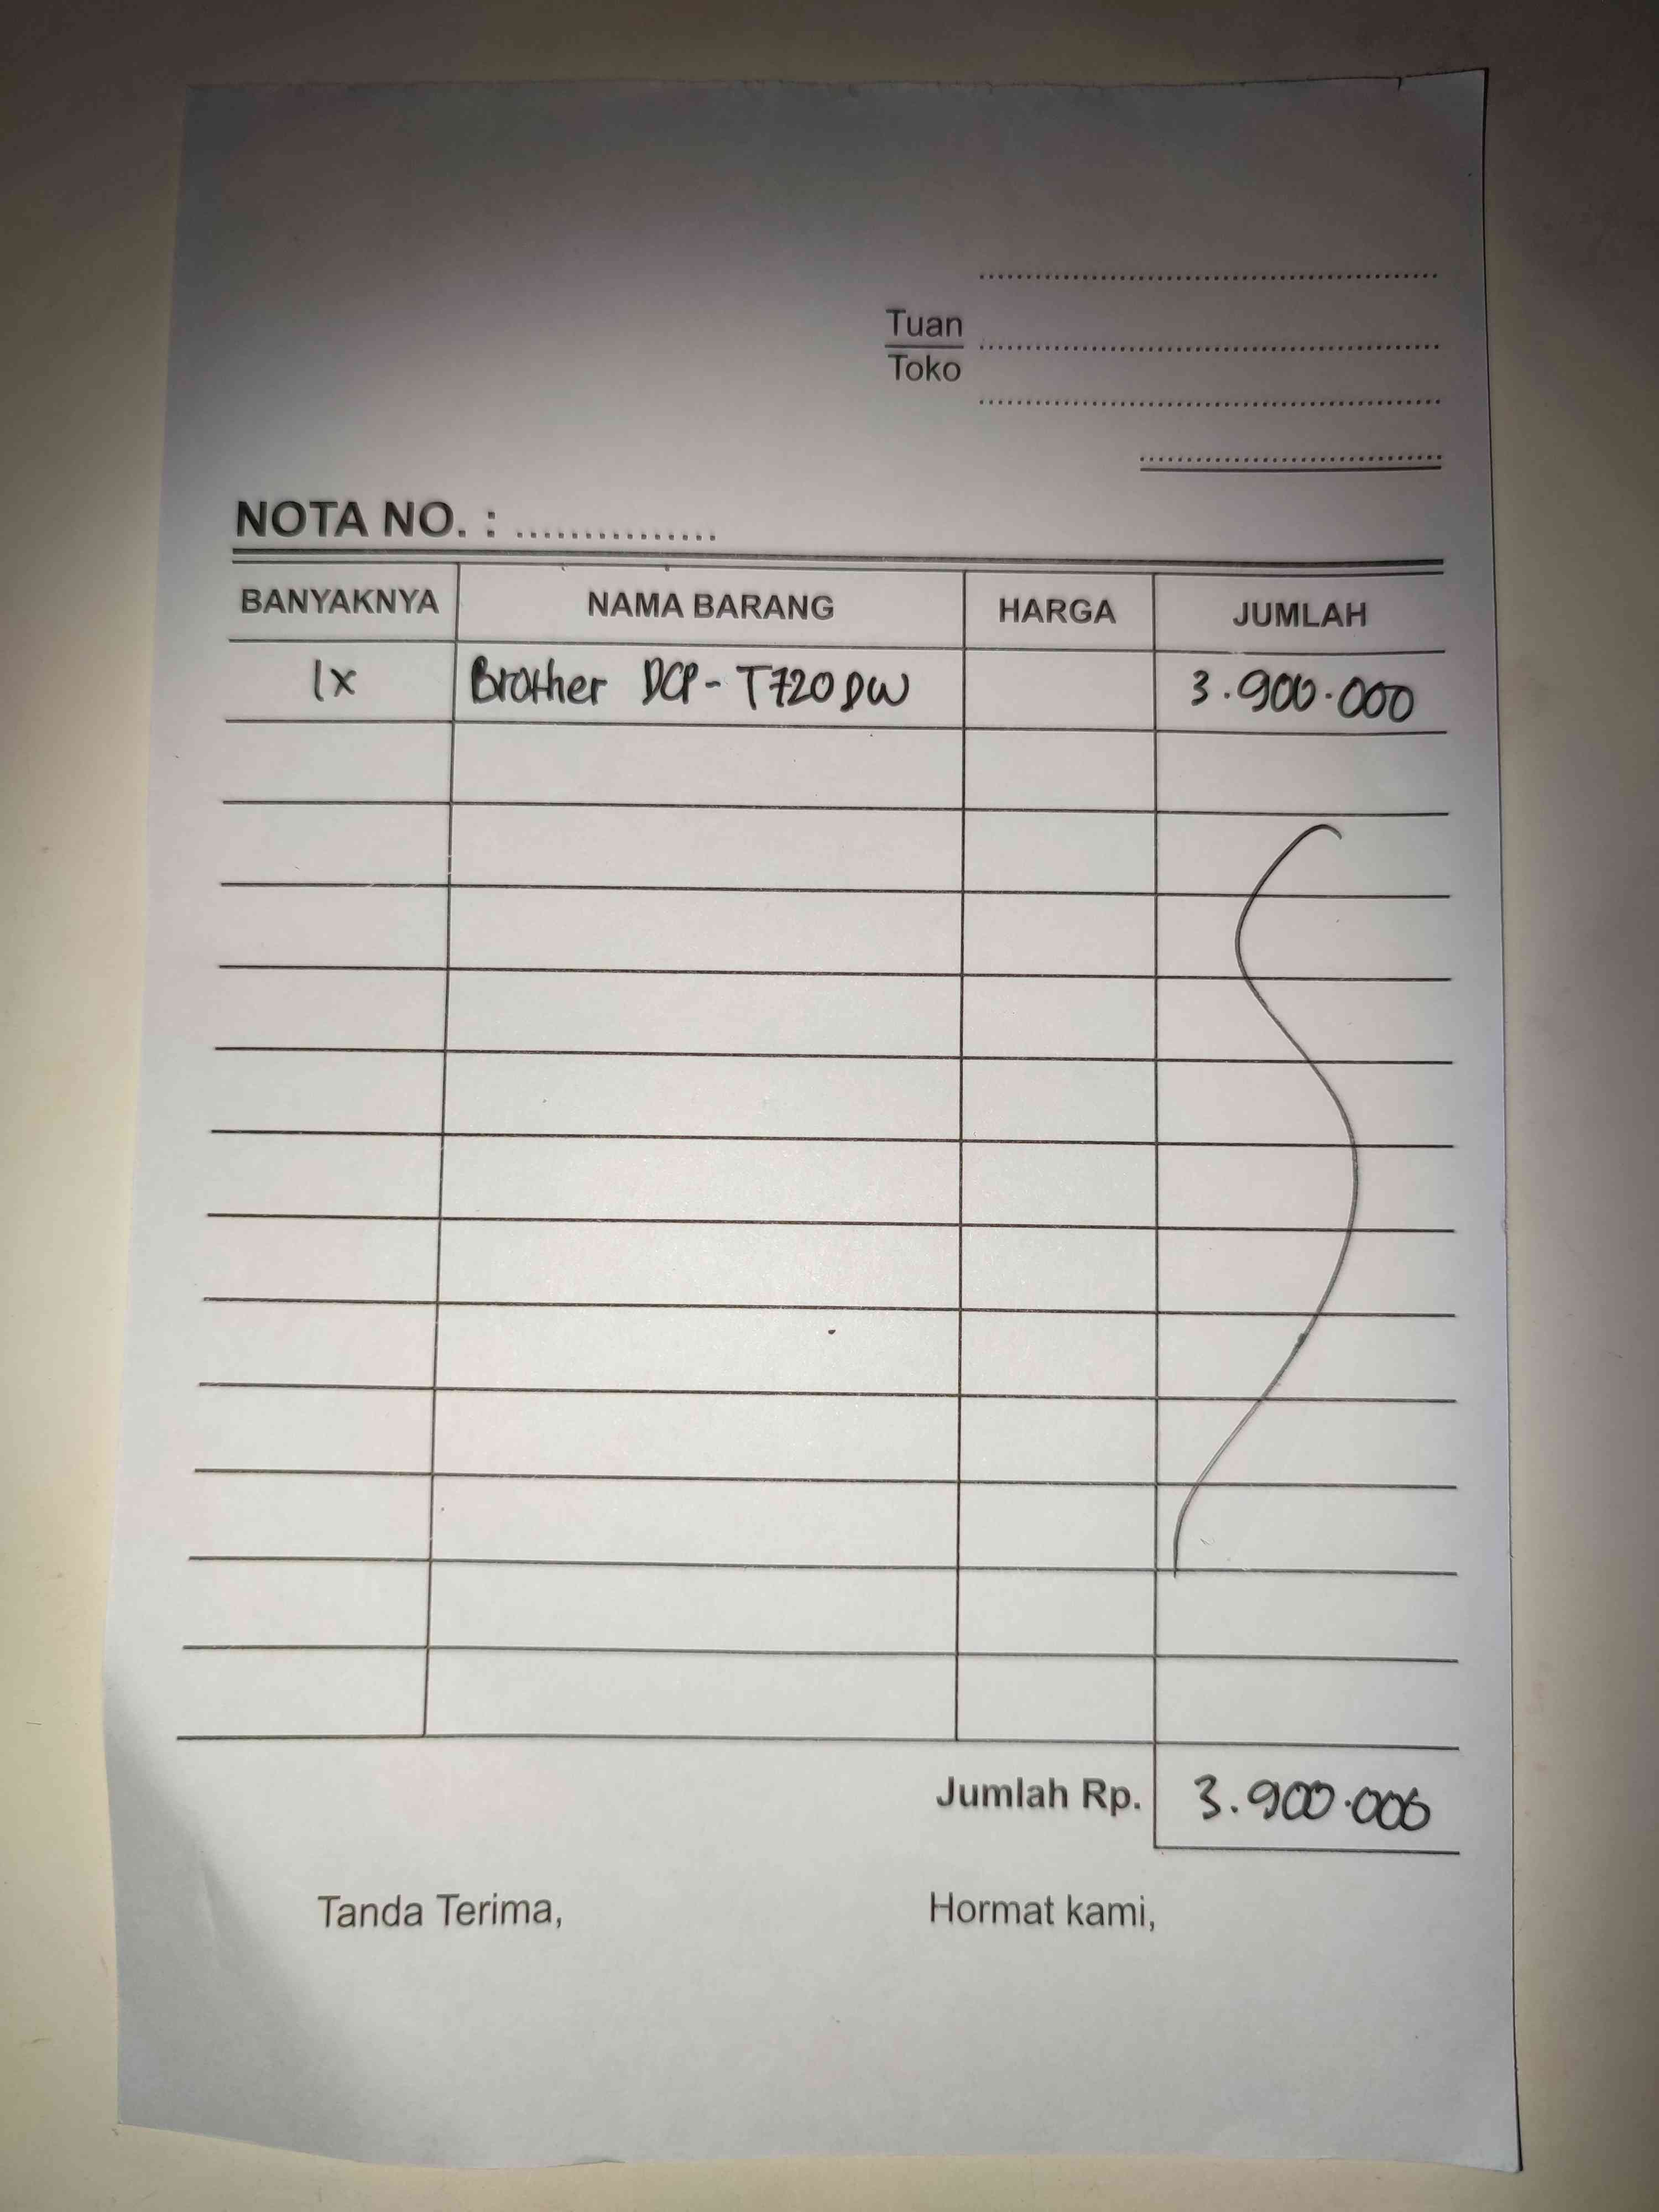 Tuan
Toko
NOTA NO. : ...............
BANYAKNYA NAMA BARANG HARGA JUMLAH
1x Brother DCP-T720DW 3.900.000
Jumlah Rp. 3.900.000
Tanda Terima, Hormat kami,